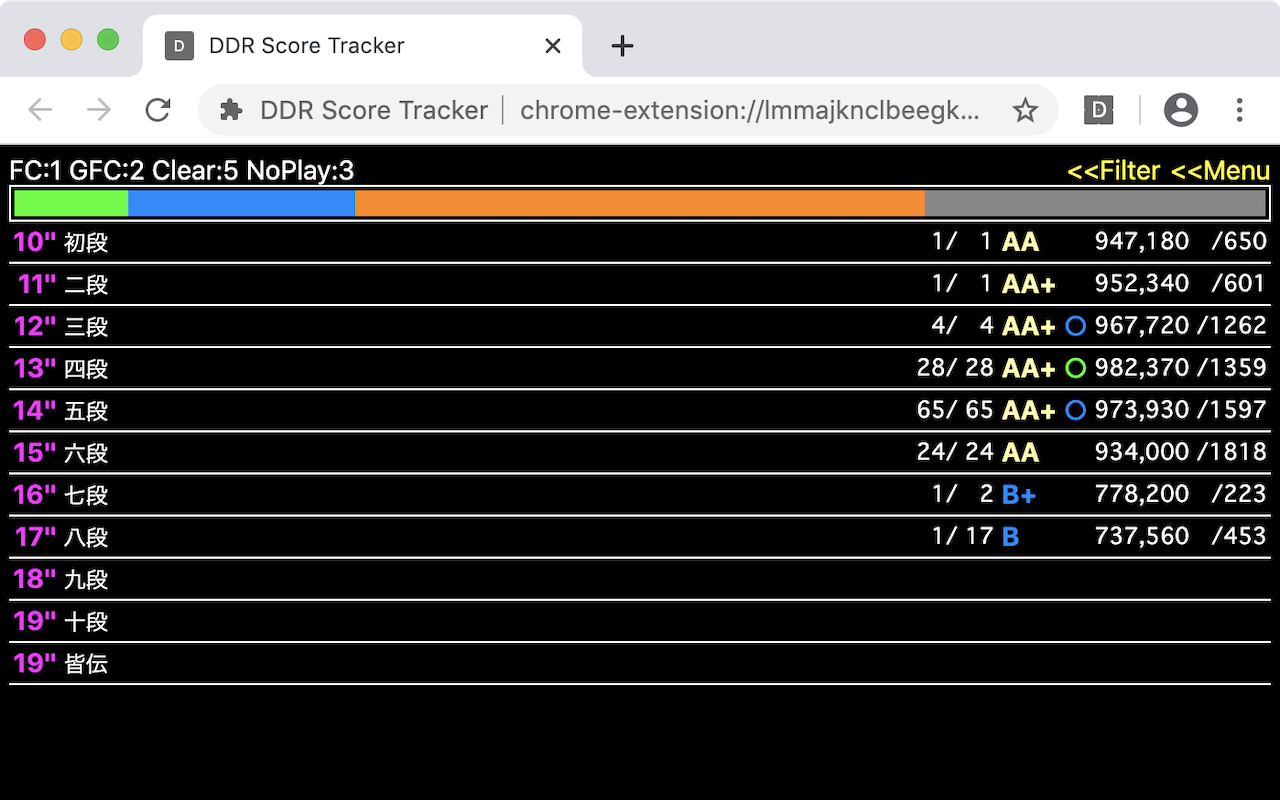 D DDR Score Tracker
DDR Score Tracker chrome-extension://lmmajknclbeegk... D
FC:1 GFC:2 Clear:5 NoPlay:3 <<Filter <<Menu
10" 初段 1/ 1 AA 947,180 /650
11" 二段 1/ 1 AA+ 952,340 /601
12" 三段 4/ 4 AA+ 967,720 /1262
13" 四段 28/ 28 AA+ 982,370 /1359
14" 五段 65/ 65 AA+ 973,930 /1597
15" 六段 24/ 24 AA 934,000 /1818
16" 七段 1/ 2 B+ 778,200 /223
17" 八段 1/ 17 B 737,560 /453
18" 九段
19" 十段
19" 皆伝